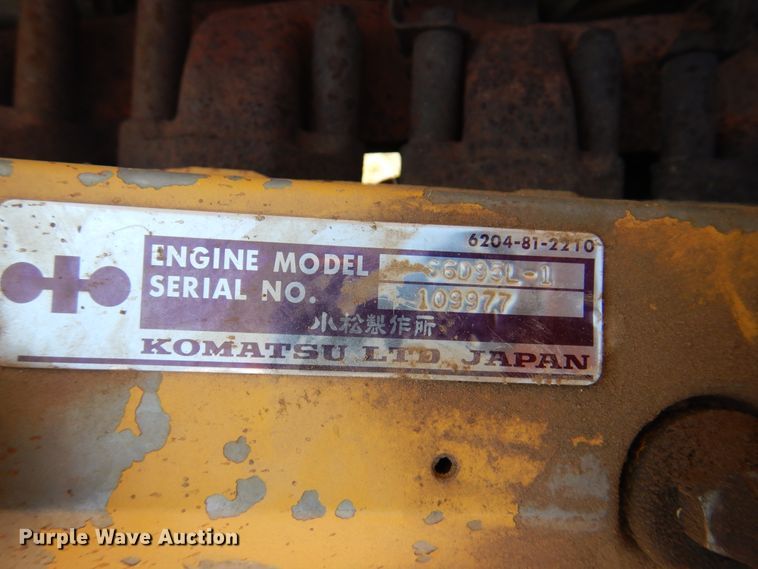 6204-81-2210
ENGINE MODEL S6D95L-1
SERIAL NO. 109977
小松製作所
KOMATSU LTD. JAPAN
Purple Wave Auction